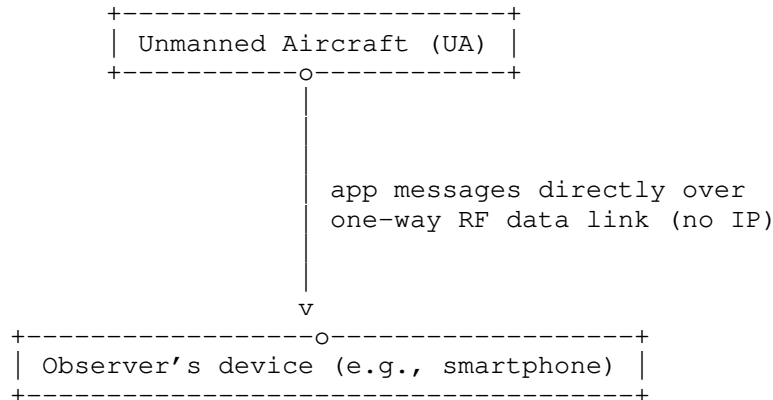 Unmanned Aircraft (UA)
app messages directly over
one-way RF data link (no IP)
v
Observer's device (e.g., smartphone)